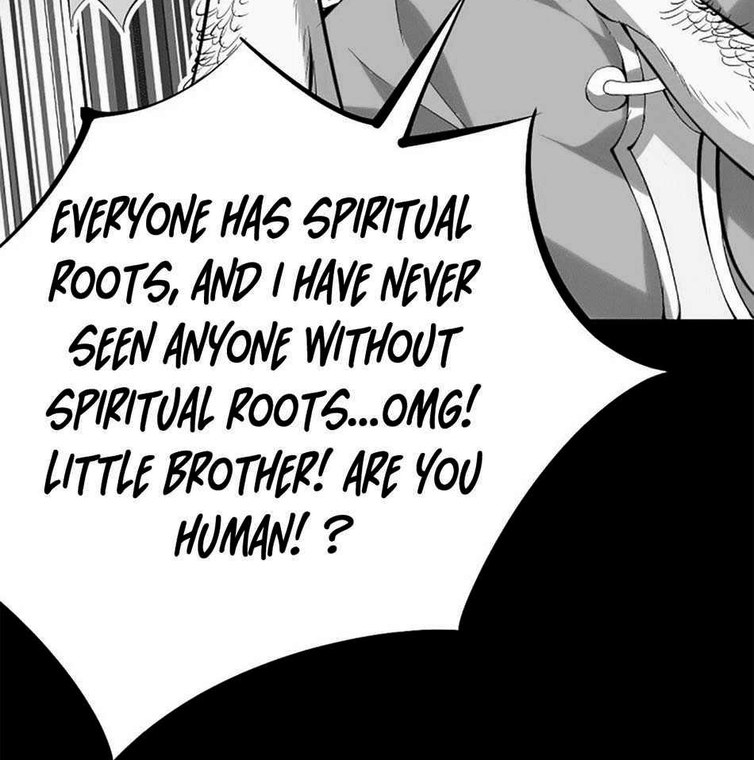 EVERYONE HAS SPIRITUAL
ROOTS, AND I HAVE NEVER
SEEN ANYONE WITHOUT
SPIRITUAL ROOTS...OMG!
LITTLE BROTHER! ARE YOU
HUMAN! ?